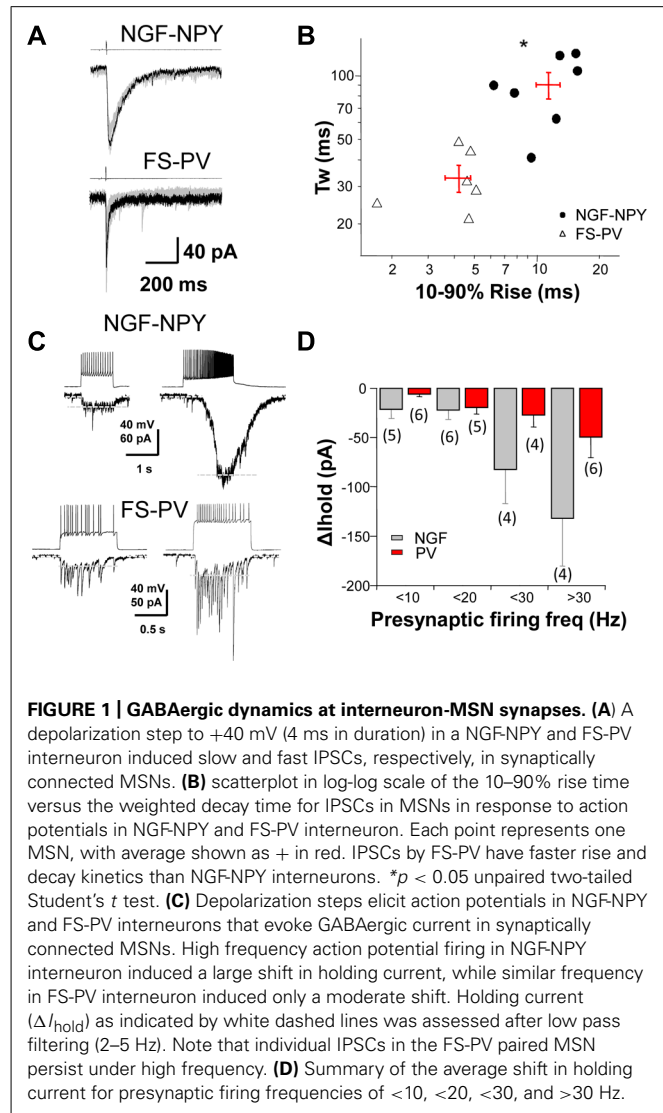 A
NGF-NPY
FS-PV
40 pA
200 ms
B
*
Tw (ms)
100
90
70
50
30
20
2
3
5
7
10
20
10-90% Rise (ms)
NGF-NPY
FS-PV
C
NGF-NPY
40 mV
60 pA
1 s
FS-PV
40 mV
50 pA
0.5 s
D
ΔIhold (pA)
0
-50
-100
-150
-200
(5)
(6)
(6)
(5)
(4)
(4)
(4)
(6)
NGF
PV
<10
<20
<30
>30
Presynaptic firing freq (Hz)
FIGURE 1 | GABAergic dynamics at interneuron-MSN synapses. (A) A
depolarization step to +40 mV (4 ms in duration) in a NGF-NPY and FS-PV
interneuron induced slow and fast IPSCs, respectively, in synaptically
connected MSNs. (B) scatterplot in log-log scale of the 10–90% rise time
versus the weighted decay time for IPSCs in MSNs in response to action
potentials in NGF-NPY and FS-PV interneuron. Each point represents one
MSN, with average shown as + in red. IPSCs by FS-PV have faster rise and
decay kinetics than NGF-NPY interneurons. *p < 0.05 unpaired two-tailed
Student's t test. (C) Depolarization steps elicit action potentials in NGF-NPY
and FS-PV interneurons that evoke GABAergic current in synaptically
connected MSNs. High frequency action potential firing in NGF-NPY
interneuron induced a large shift in holding current, while similar frequency
in FS-PV interneuron induced only a moderate shift. Holding current
(ΔIhold) as indicated by white dashed lines was assessed after low pass
filtering (2–5 Hz). Note that individual IPSCs in the FS-PV paired MSN
persist under high frequency. (D) Summary of the average shift in holding
current for presynaptic firing frequencies of <10, <20, <30, and >30 Hz.